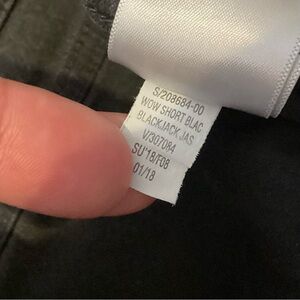 S/208684-00
WOW SHORT BLAC
BLACKJACK JAS
V/307084
SU'18/F08
01/18